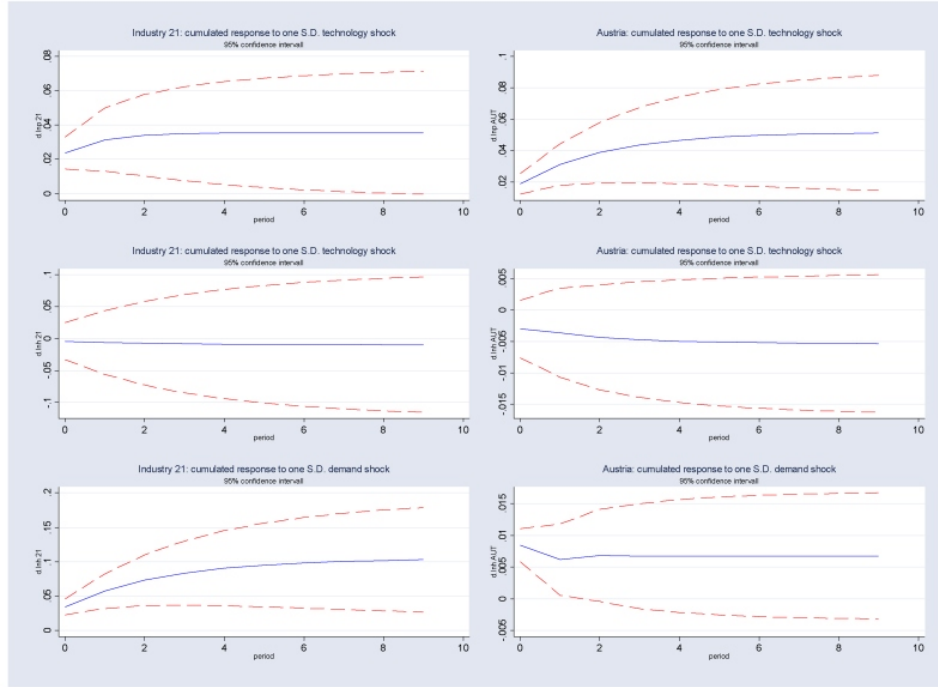 Industry 21: cumulated response to one S.D. technology shock
95% confidence intervall
d.lnp 21
.08
.06
.04
.02
0
0 2 4 6 8 10
period
Austria: cumulated response to one S.D. technology shock
95% confidence intervall
d.lnp AUT
.1
.08
.06
.04
.02
0 2 4 6 8 10
period
Industry 21: cumulated response to one S.D. technology shock
95% confidence intervall
d.lnh 21
.1
.05
0
-.05
-.1
0 2 4 6 8 10
period
Austria: cumulated response to one S.D. technology shock
95% confidence intervall
d.lnh AUT
.005
0
-.005
-.01
-.015
0 2 4 6 8 10
period
Industry 21: cumulated response to one S.D. demand shock
95% confidence intervall
d.lnh 21
.2
.15
.1
.05
0
0 2 4 6 8 10
period
Austria: cumulated response to one S.D. demand shock
95% confidence intervall
d.lnh AUT
.015
.01
.005
0
-.005
0 2 4 6 8 10
period